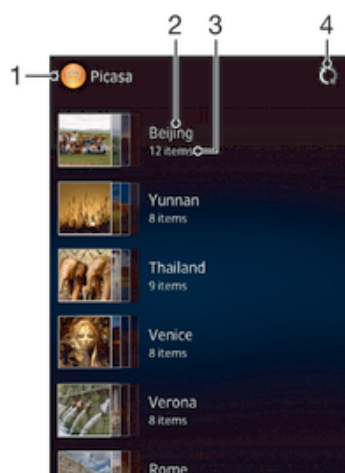 2 3 4
1 Picasa
Beijing
12 items
Yunnan
8 items
Thailand
9 items
Venice
8 items
Verona
8 items
Rome